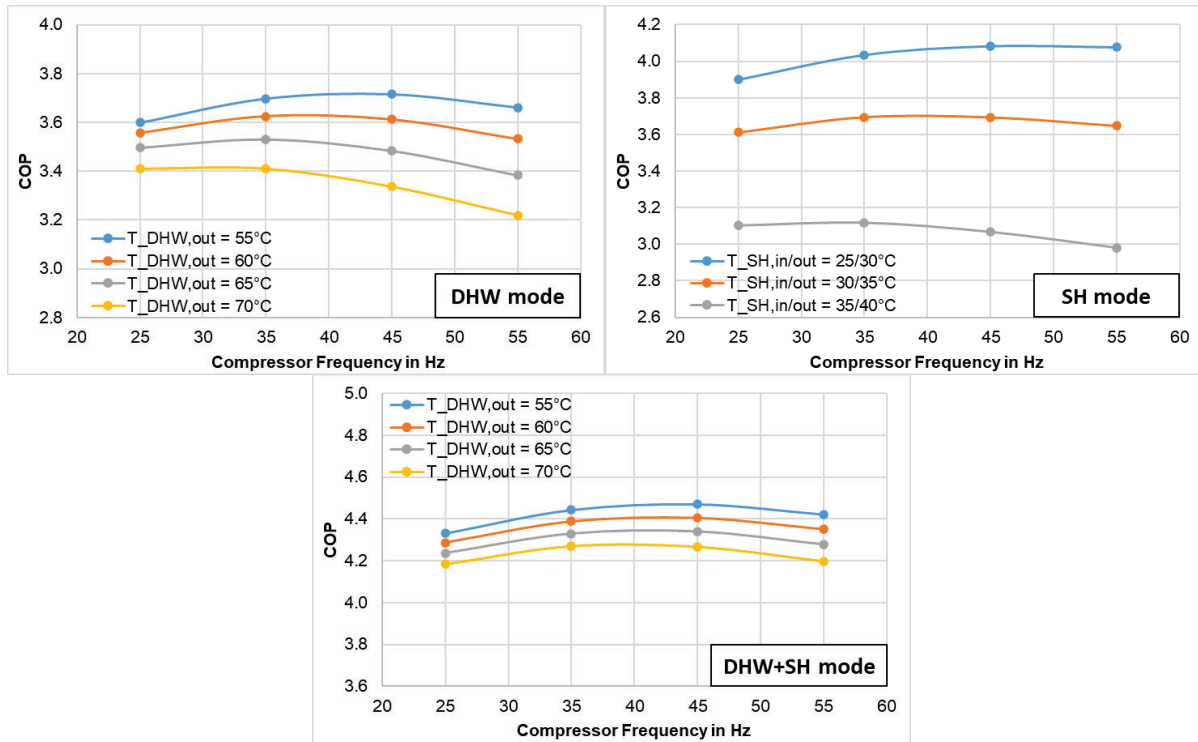 4.0
3.8
3.6
3.4
3.2
3.0
2.8
COP
T_DHW,out = 55°C
T_DHW,out = 60°C
T_DHW,out = 65°C
T_DHW,out = 70°C
DHW mode
20 25 30 35 40 45 50 55 60
Compressor Frequency in Hz
4.2
4.0
3.8
3.6
3.4
3.2
3.0
2.8
2.6
COP
T_SH,in/out = 25/30°C
T_SH,in/out = 30/35°C
T_SH,in/out = 35/40°C
SH mode
20 25 30 35 40 45 50 55 60
Compressor Frequency in Hz
5.0
4.8
4.6
4.4
4.2
4.0
3.8
3.6
COP
T_DHW,out = 55°C
T_DHW,out = 60°C
T_DHW,out = 65°C
T_DHW,out = 70°C
DHW+SH mode
20 25 30 35 40 45 50 55 60
Compressor Frequency in Hz